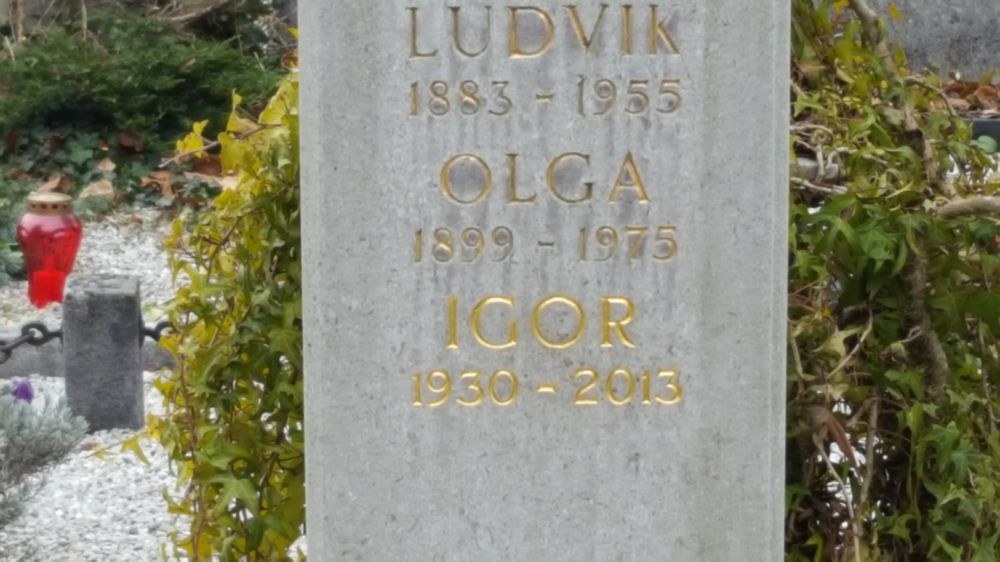 LUDVIK
1883 - 1955
OLGA
1899 - 1975
IGOR
1930 - 2013